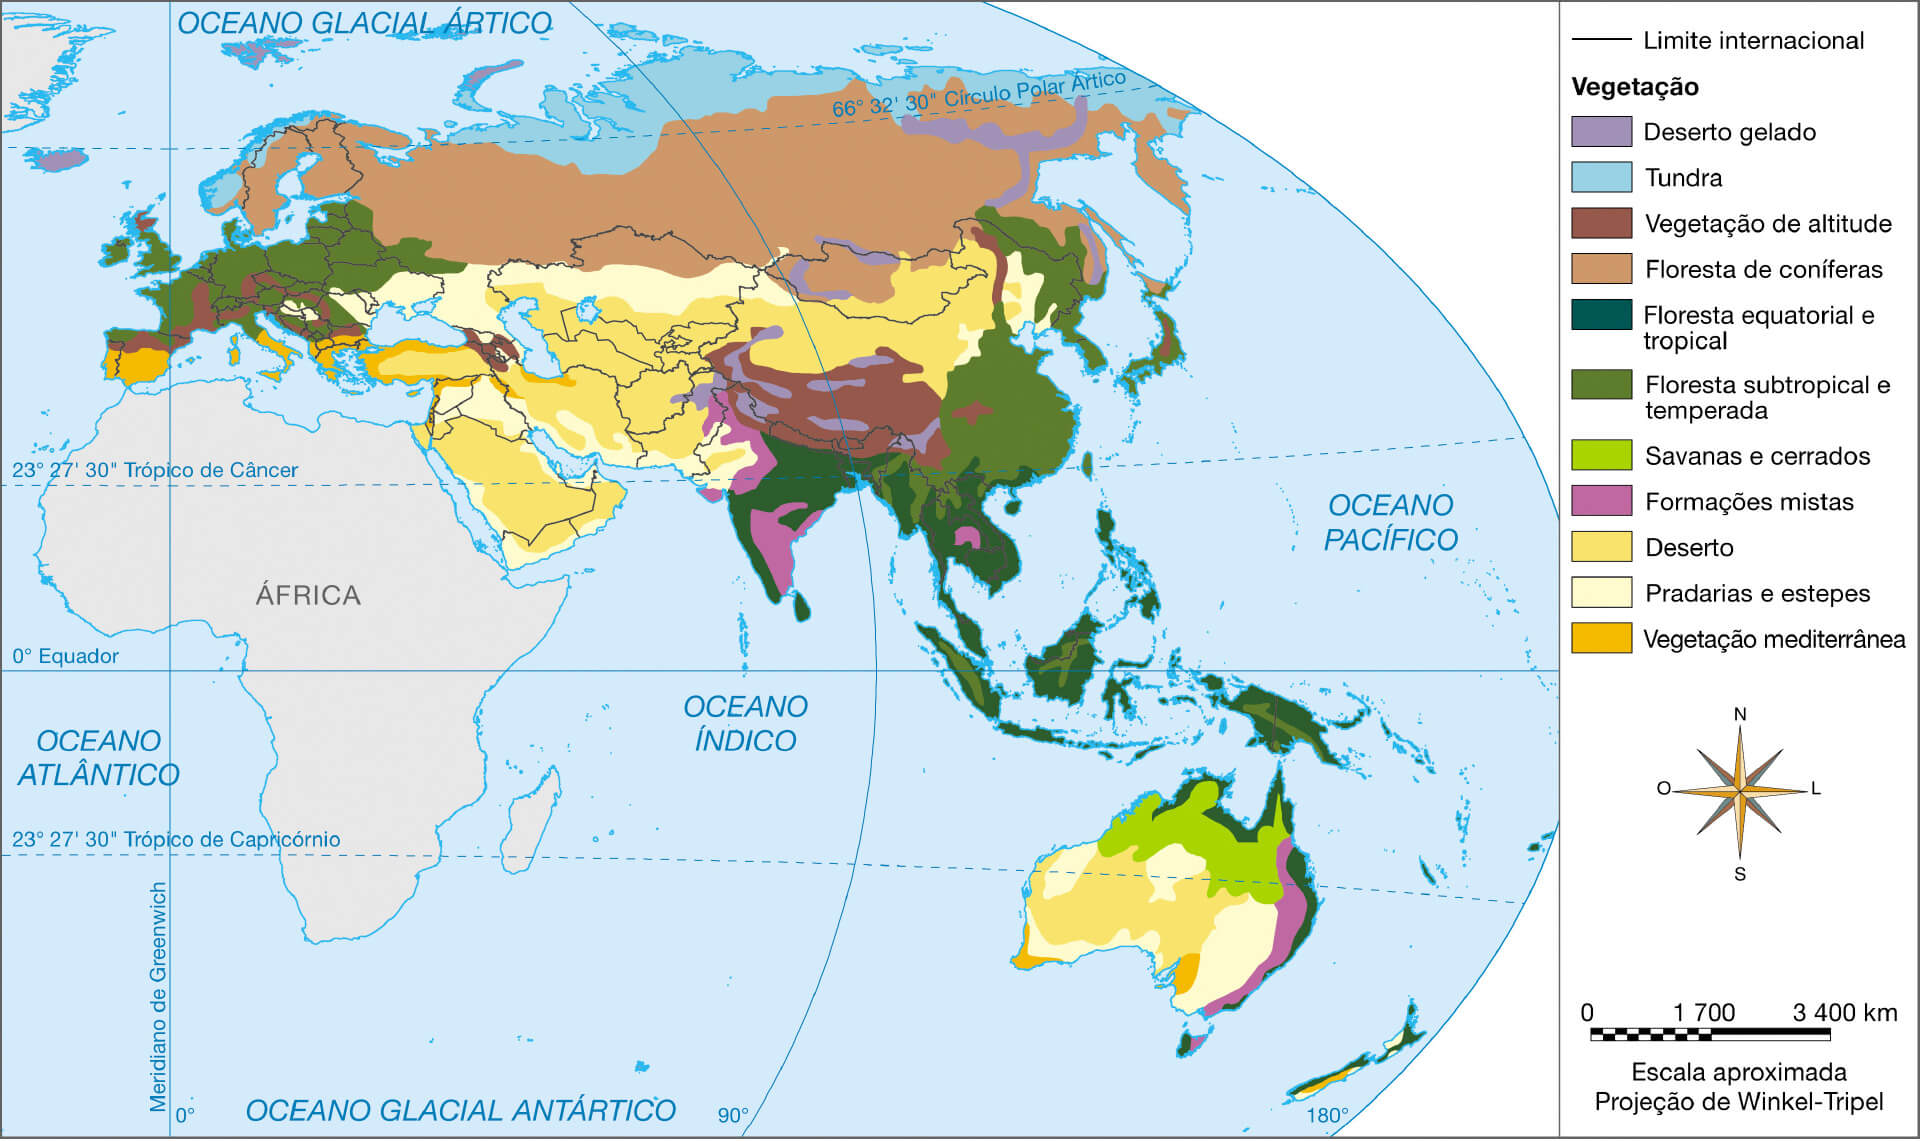 OCEANO GLACIAL ÁRTICO
66° 32' 30" Círculo Polar Ártico
23° 27' 30" Trópico de Câncer
OCEANO
PACÍFICO
ÁFRICA
0° Equador
OCEANO
ÍNDICO
OCEANO
ATLÂNTICO
23° 27' 30" Trópico de Capricórnio
Meridiano de Greenwich
0°
OCEANO GLACIAL ANTÁRTICO
90°
180°
Limite internacional
Vegetação
Deserto gelado
Tundra
Vegetação de altitude
Floresta de coníferas
Floresta equatorial e
tropical
Floresta subtropical e
temperada
Savanas e cerrados
Formações mistas
Deserto
Pradarias e estepes
Vegetação mediterrânea
N
O
L
S
0 1 700 3 400 km
Escala aproximada
Projeção de Winkel-Tripel